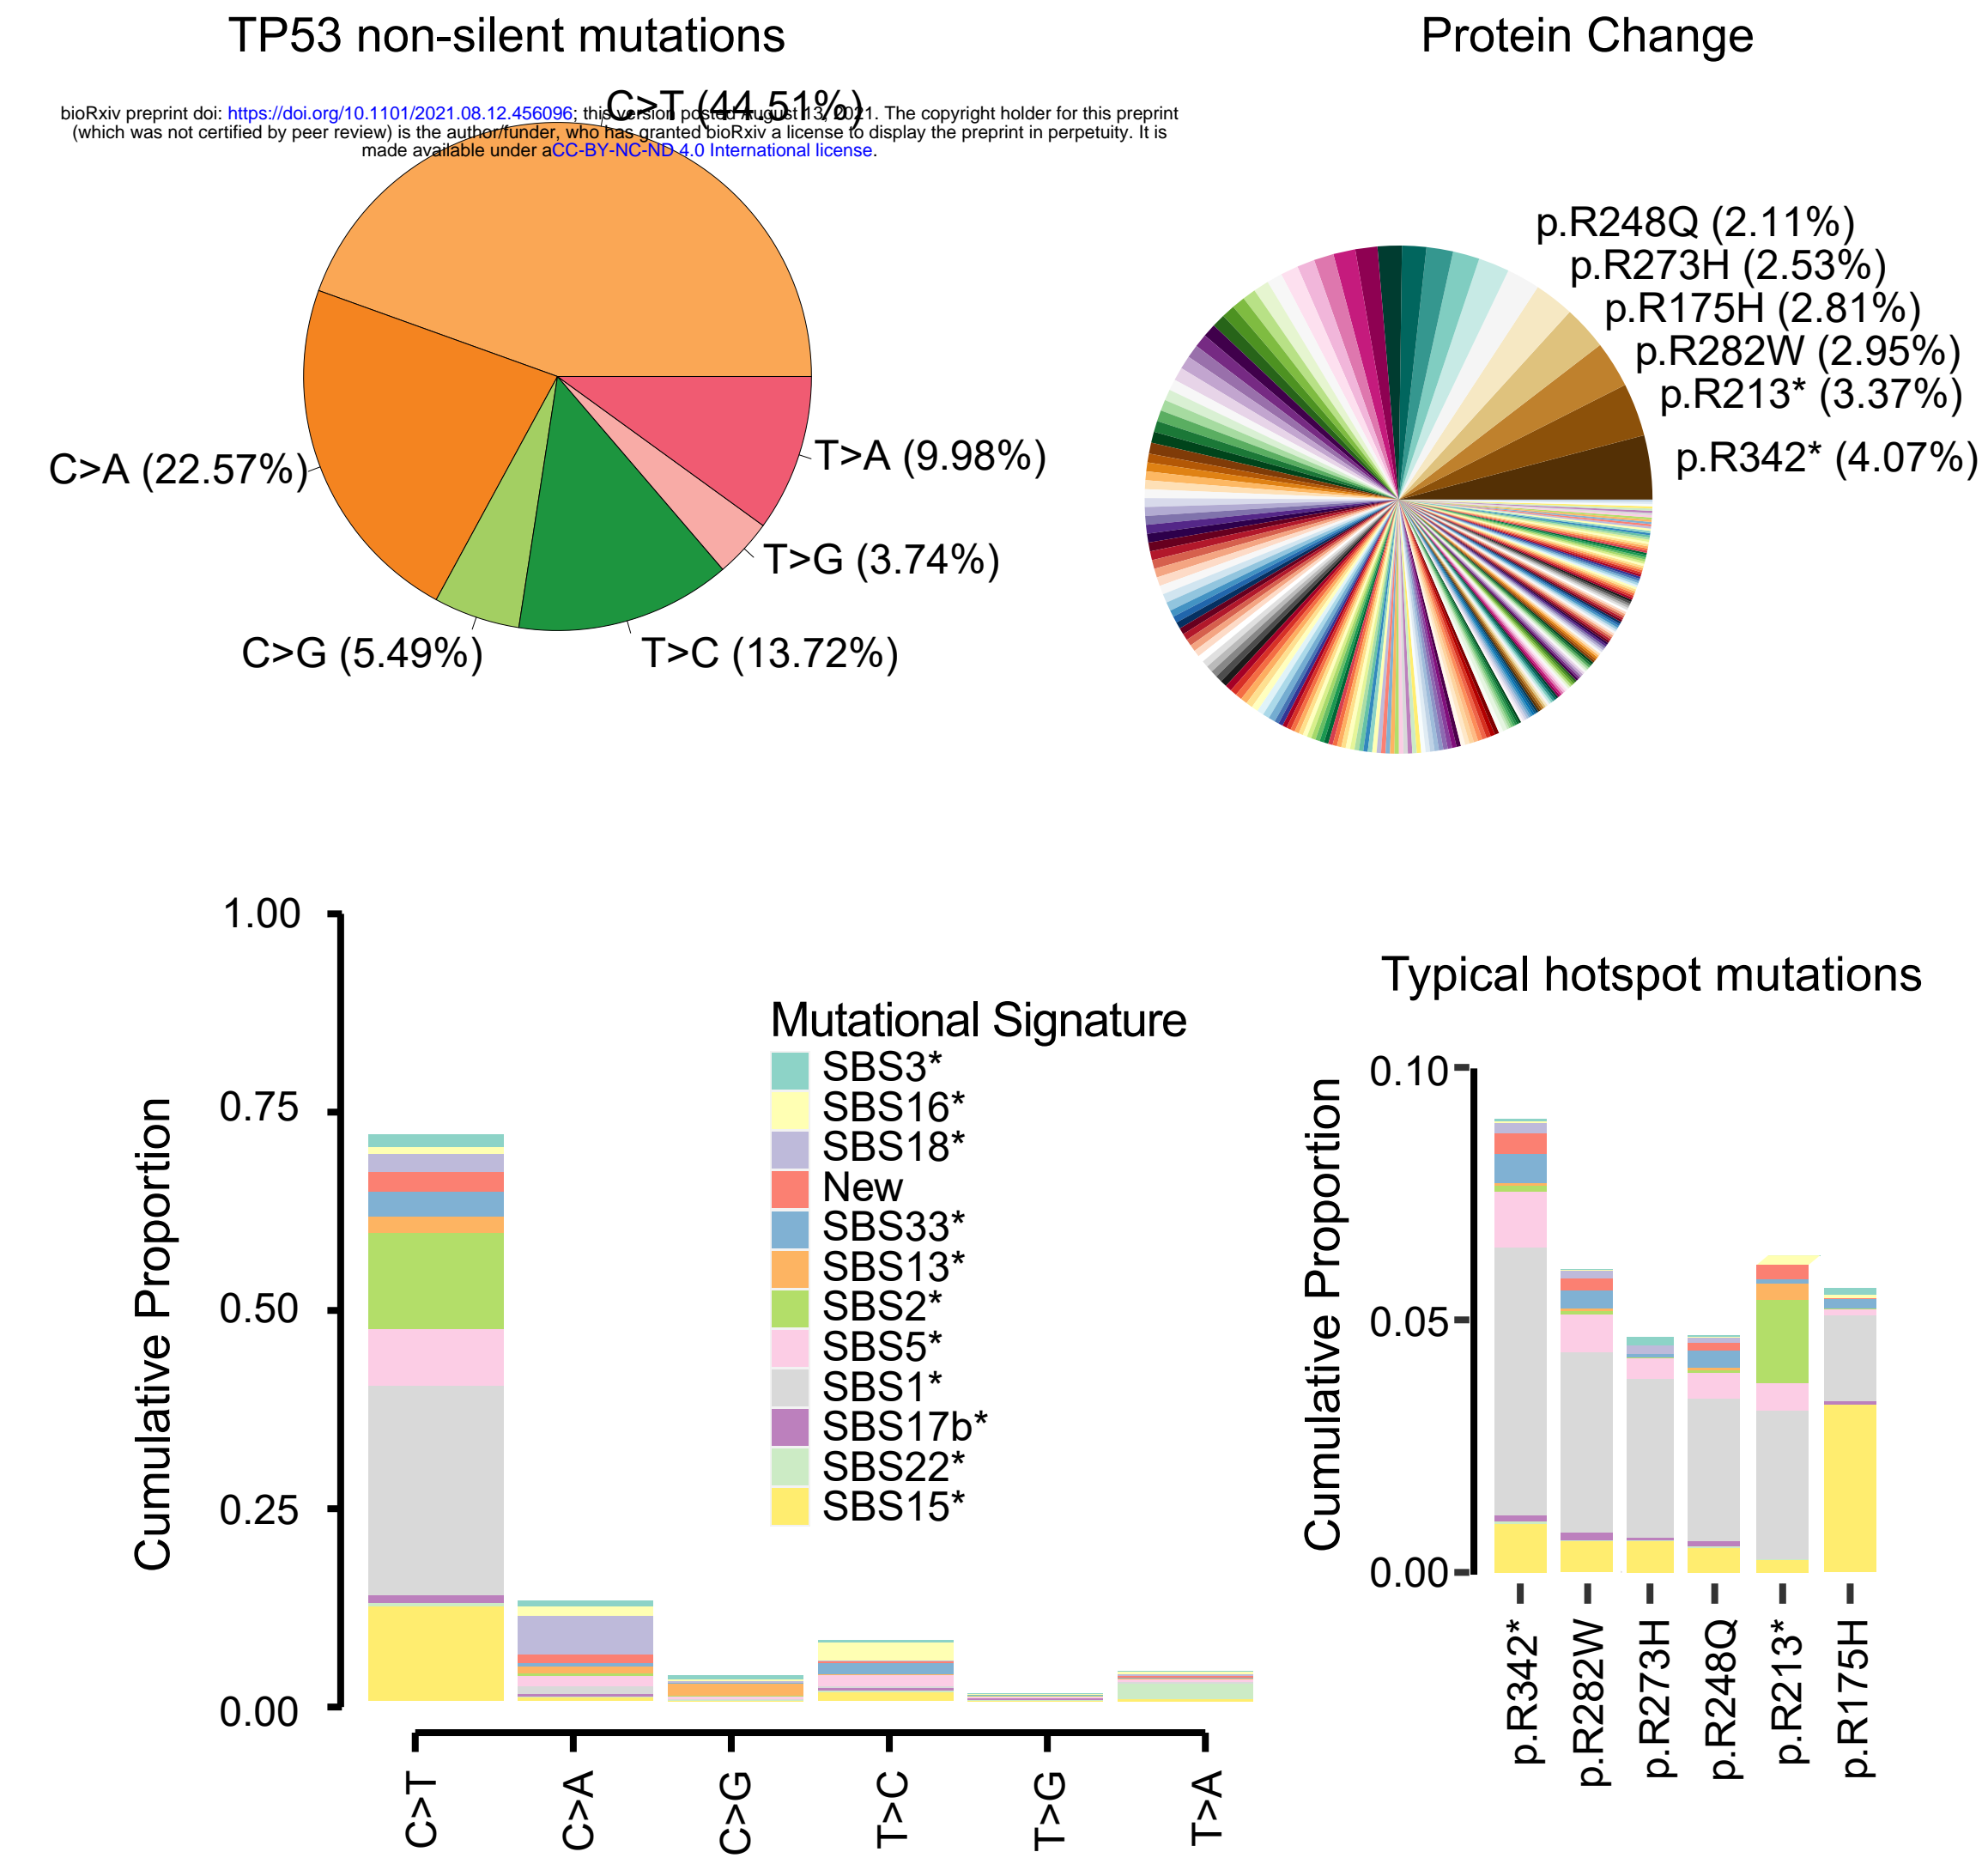 TP53 non-silent mutations
Protein Change
C>T (44.51%)
bioRxiv preprint doi: https://doi.org/10.1101/2021.08.12.456096; this version posted August 13, 2021. The copyright holder for this preprint
(which was not certified by peer review) is the author/funder, who has granted bioRxiv a license to display the preprint in perpetuity. It is
made available under aCC-BY-NC-ND 4.0 International license.
C>A (22.57%)
T>A (9.98%)
T>G (3.74%)
C>G (5.49%)
T>C (13.72%)
p.R248Q (2.11%)
p.R273H (2.53%)
p.R175H (2.81%)
p.R282W (2.95%)
p.R213* (3.37%)
p.R342* (4.07%)
Cumulative Proportion
1.00
0.75
0.50
0.25
0.00
C>T
C>A
C>G
T>C
T>G
T>A
Mutational Signature
SBS3*
SBS16*
SBS18*
New
SBS33*
SBS13*
SBS2*
SBS5*
SBS1*
SBS17b*
SBS22*
SBS15*
Typical hotspot mutations
Cumulative Proportion
0.10
0.05
0.00
p.R342*
p.R282W
p.R273H
p.R248Q
p.R213*
p.R175H